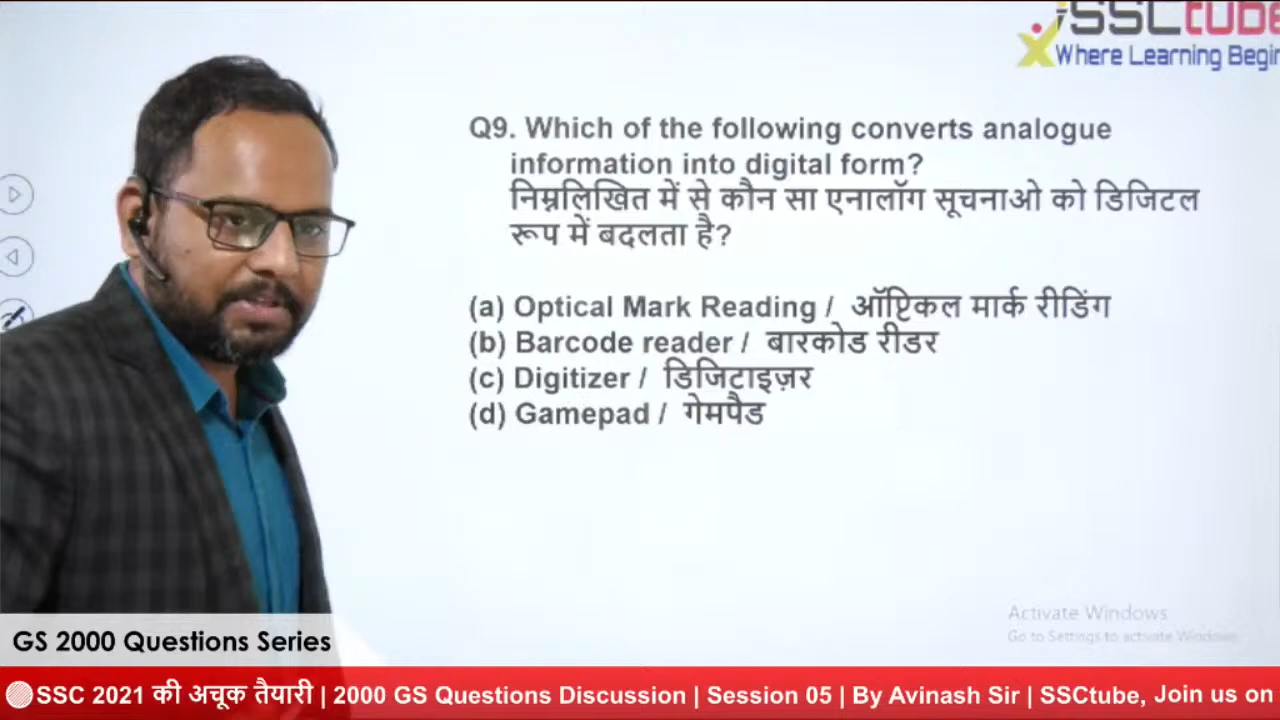 SSCtube
Where Learning Begin
Q9. Which of the following converts analogue
information into digital form?
निम्नलिखित में से कौन सा एनालॉग सूचनाओ को डिजिटल
रूप में बदलता है?
(a) Optical Mark Reading / ऑप्टिकल मार्क रीडिंग
(b) Barcode reader / बारकोड रीडर
(c) Digitizer / डिजिटाइज़र
(d) Gamepad / गेमपैड
Activate Windows
Go to Settings to activate Windows.
GS 2000 Questions Series
SSC 2021 की अचूक तैयारी | 2000 GS Questions Discussion | Session 05 | By Avinash Sir | SSCtube, Join us on